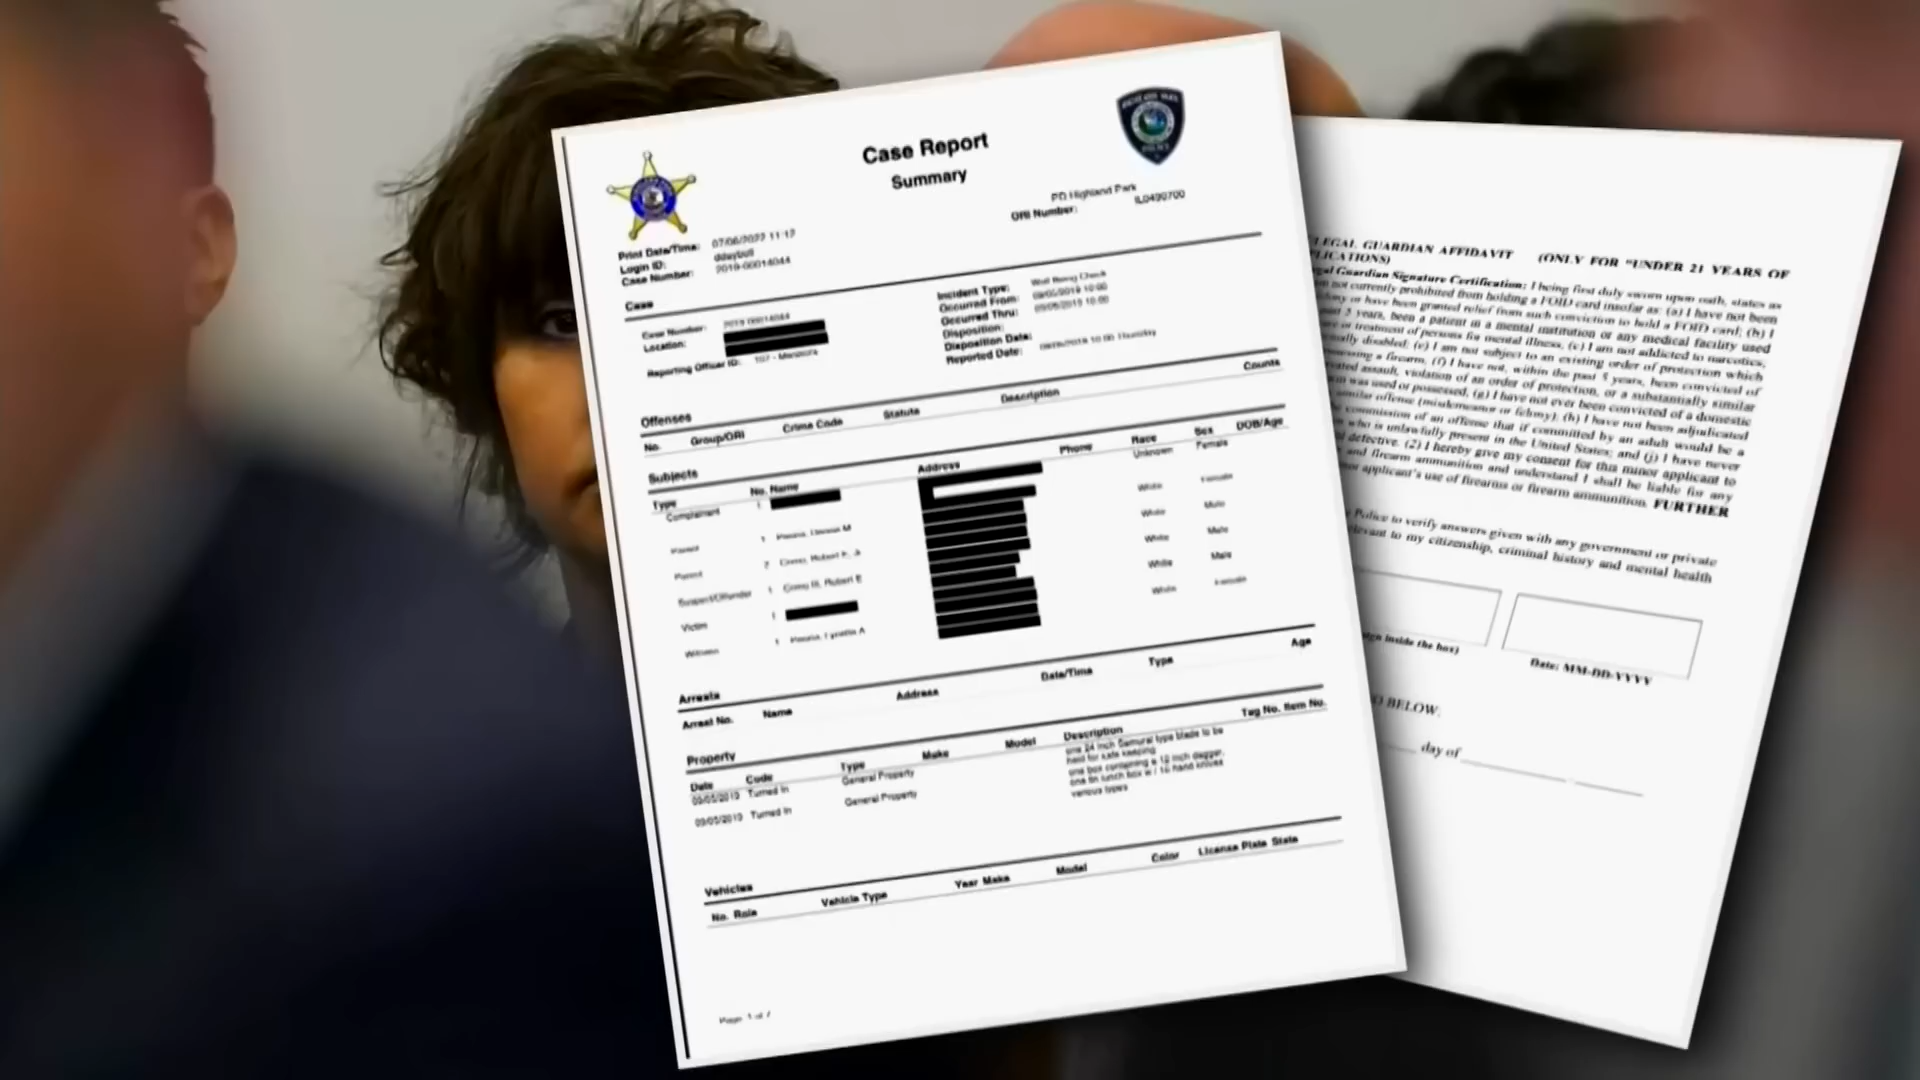 Case Report
Summary
PD Highland Park
ORI Number: IL0490700
Print Date/Time: 07/06/2022 11:12
Login ID: ddayboll
Case Number: 2019-00014044
Case
Case Number: 2019-00014044
Location:
Reporting Officer ID: 107 -
Incident Type: Well Being Check
Occurred From: 09/05/2019 10:00
Occurred Thru: 09/05/2019 10:00
Disposition:
Disposition Date:
Reported Date: 09/05/2019 10:00 Thursday
Offenses
No. Group/ORI Crime Code Statute Description Counts
Subjects
Type No. Name Address Phone Race Sex DOB/Age
Complainant 1 Unknown Female
Parent 1 M White Female
Parent 2 Crimo, Robert E, Jr White Male
Suspect/Offender 1 Crimo III, Robert E White Male
Victim 1 White Male
Witness 1 A White Female
Arrests
Arrest No. Name Address Date/Time Type Age
Property
Date Code Type Make Model Description Tag No. Item No.
09/05/2019 Turned In General Property one 24 inch Samurai type blade to be
held for safe keeping
09/05/2019 Turned In General Property one box containing a 12 inch dagger,
one tin lunch box w / 16 hand knives
various types
Vehicles
No. Role Vehicle Type Year Make Model Color License Plate State
Page: 1 of
LEGAL GUARDIAN AFFIDAVIT (ONLY FOR "UNDER 21 YEARS OF
PLICATIONS)
gal Guardian Signature Certification: I being first duly sworn upon oath, states as
not currently prohibited from holding a FOID card insofar as: (a) I have not been
felony or have been granted relief from such conviction to hold a FOID card; (b) I
past 5 years, been a patient in a mental institution or any medical facility used
or treatment of persons for mental illness, (c) I am not addicted to narcotics,
ally disabled; (e) I am not subject to an existing order of protection which
ssessing a firearm, (f) I have not, within the past 5 years, been convicted of
vated assault, violation of an order of protection, or a substantially similar
was used or possessed, (g) I have not ever been convicted of a domestic
similar offense (misdemeanor or felony); (h) I have not been adjudicated
commission of an offense that if committed by an adult would be a
who is unlawfully present in the United States; and (j) I have never
defective. (2) I hereby give my consent for this minor applicant to
and firearm ammunition and understand I shall be liable for any
nor applicant's use of firearms or firearm ammunition. FURTHER
Police to verify answers given with any government or private
levant to my citizenship, criminal history and mental health
ign inside the box)
Date: MM-DD-YYYY
O BELOW.
day of